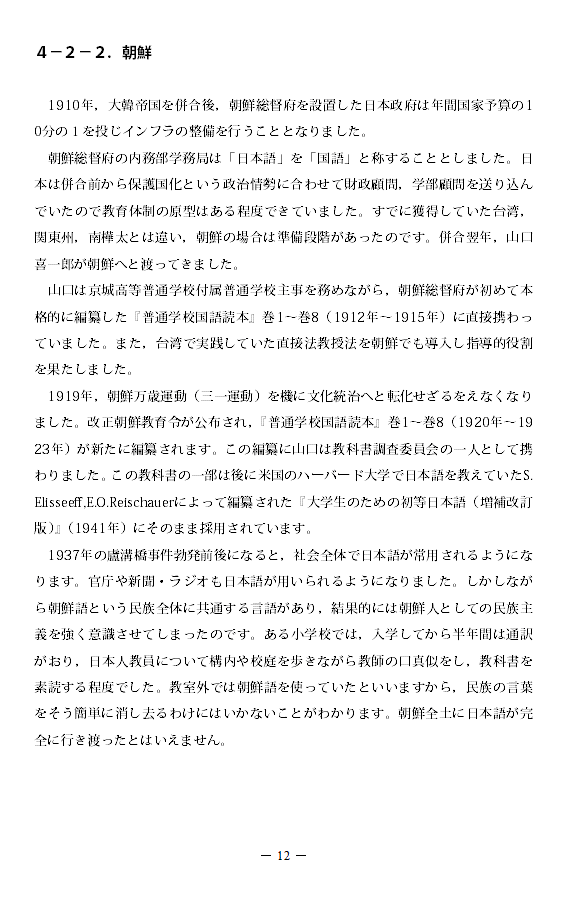 ４－２－２．朝鮮
1910年，大韓帝国を併合後，朝鮮総督府を設置した日本政府は年間国家予算の1
0分の１を投じインフラの整備を行うこととなりました。
朝鮮総督府の内務部学務局は「日本語」を「国語」と称することとしました。日
本は併合前から保護国化という政治情勢に合わせて財政顧問，学部顧問を送り込ん
でいたので教育体制の原型はある程度できていました。すでに獲得していた台湾，
関東州，南樺太とは違い，朝鮮の場合は準備段階があったのです。併合翌年，山口
喜一郎が朝鮮へと渡ってきました。
山口は京城高等普通学校付属普通学校主事を務めながら，朝鮮総督府が初めて本
格的に編纂した『普通学校国語読本』巻1～巻8（1912年～1915年）に直接携わっ
ていました。また，台湾で実践していた直接法教授法を朝鮮でも導入し指導的役割
を果たしました。
1919年，朝鮮万歳運動（三一運動）を機に文化統治へと転化せざるをえなくなり
ました。改正朝鮮教育令が公布され，『普通学校国語読本』巻1～巻8（1920年～19
23年）が新たに編纂されます。この編纂に山口は教科書調査委員会の一人として携
わりました。この教科書の一部は後に米国のハーバード大学で日本語を教えていたS.
Elisseeff,E.O.Reischauerによって編纂された『大学生のための初等日本語（増補改訂
版）』（1941年）にそのまま採用されています。
1937年の盧溝橋事件勃発前後になると，社会全体で日本語が常用されるようにな
ります。官庁や新聞・ラジオも日本語が用いられるようになりました。しかしなが
ら朝鮮語という民族全体に共通する言語があり，結果的には朝鮮人としての民族主
義を強く意識させてしまったのです。ある小学校では，入学してから半年間は通訳
がおり，日本人教員について構内や校庭を歩きながら教師の口真似をし，教科書を
素読する程度でした。教室外では朝鮮語を使っていたといいますから，民族の言葉
をそう簡単に消し去るわけにはいかないことがわかります。朝鮮全土に日本語が完
全に行き渡ったとはいえません。
― 12 ―